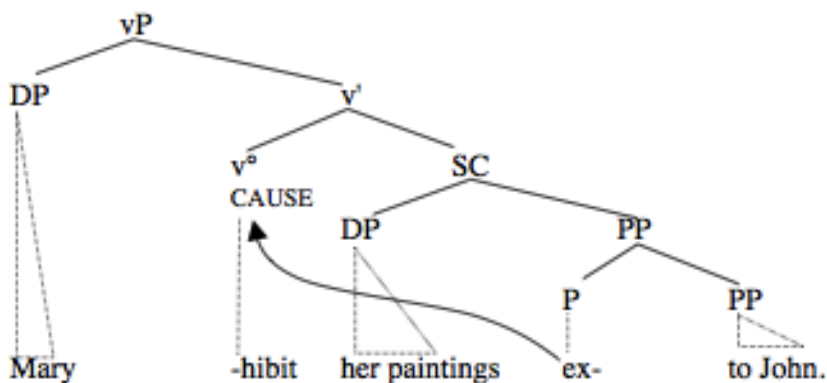 vP
DP v'
v° SC
CAUSE
DP PP
P PP
Mary -hibit her paintings ex- to John.